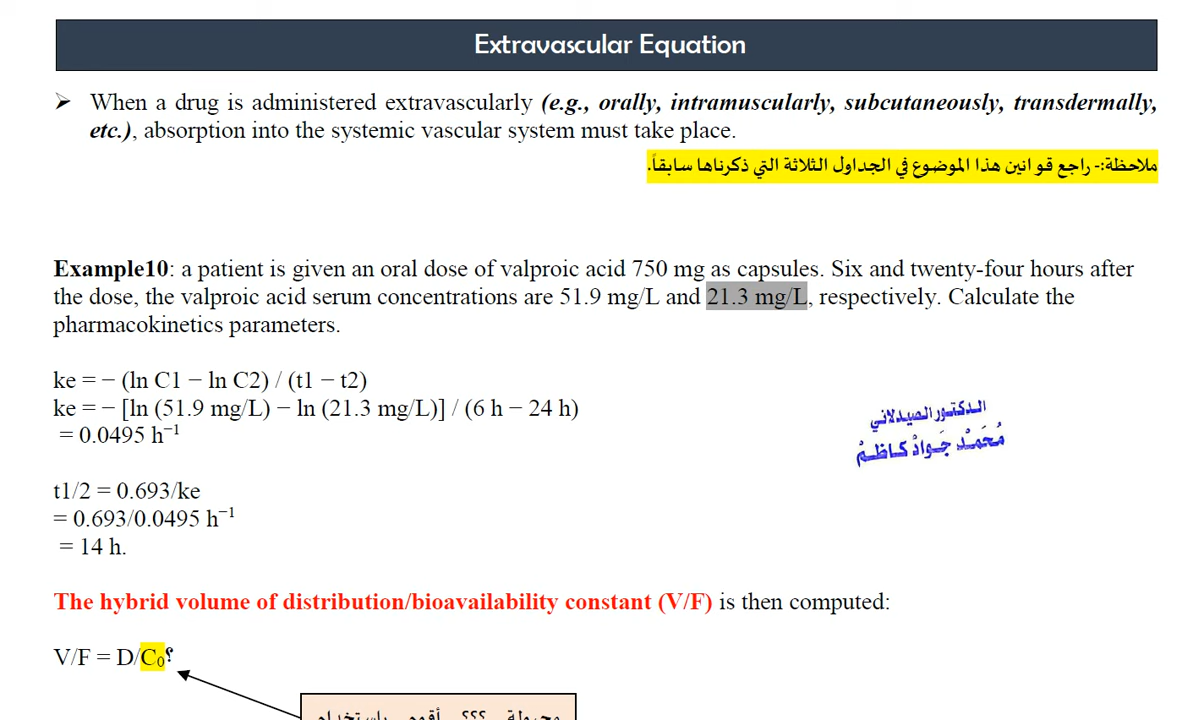 Extravascular Equation
➢ When a drug is administered extravascularly (e.g., orally, intramuscularly, subcutaneously, transdermally,
etc.), absorption into the systemic vascular system must take place.
ملاحظة:- راجع قوانين هذا الموضوع في الجداول الثلاثة التي ذكرناها سابقاً.
Example10: a patient is given an oral dose of valproic acid 750 mg as capsules. Six and twenty-four hours after
the dose, the valproic acid serum concentrations are 51.9 mg/L and 21.3 mg/L, respectively. Calculate the
pharmacokinetics parameters.
ke = − (ln C1 − ln C2) / (t1 − t2)
ke = − [ln (51.9 mg/L) − ln (21.3 mg/L)] / (6 h − 24 h)
= 0.0495 h⁻¹
الدكتور الصيدلاني
مُحَمَّدْ جَوادْ كاظِمْ
t1/2 = 0.693/ke
= 0.693/0.0495 h⁻¹
= 14 h.
The hybrid volume of distribution/bioavailability constant (V/F) is then computed:
V/F = D/C₀؟
مجهولة ؟؟؟ أقوم باستخدام